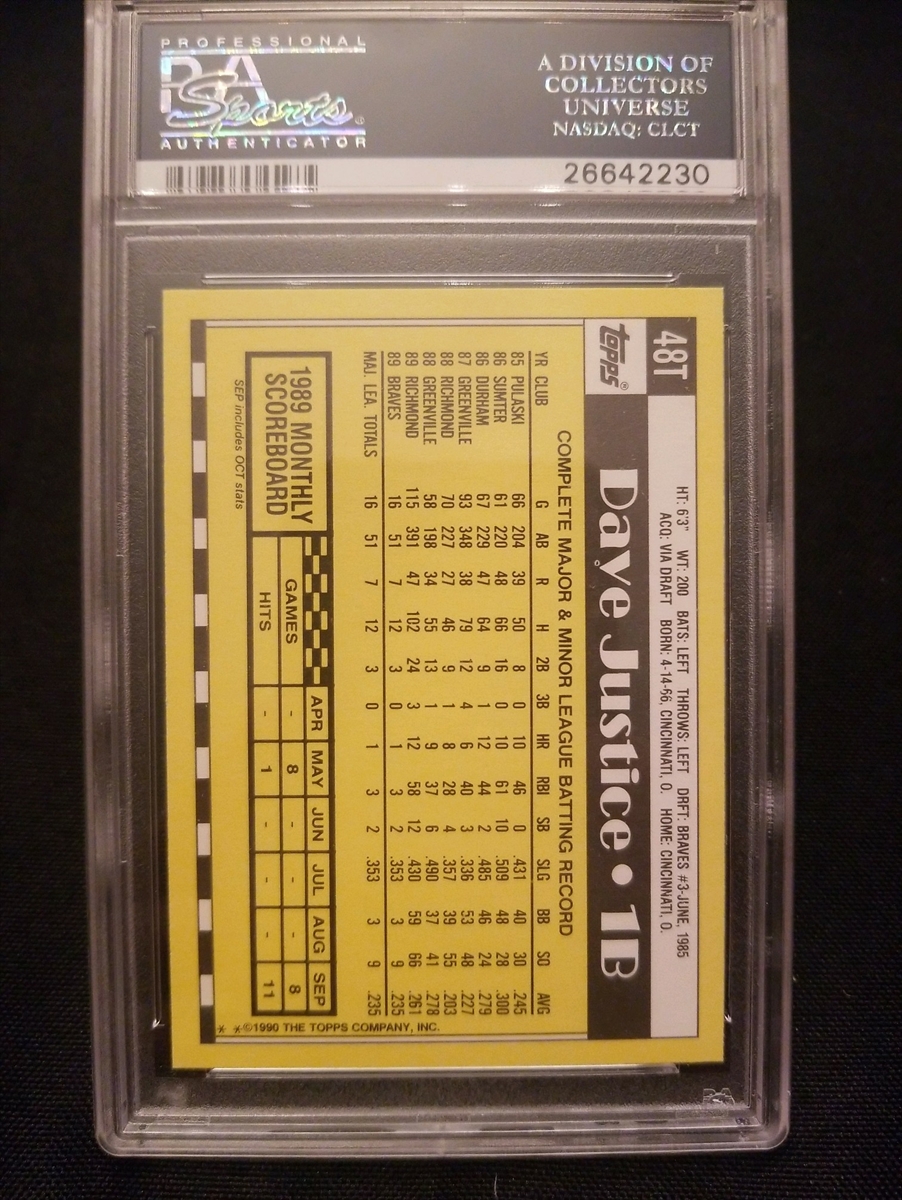 PROFESSIONAL
PSA
Sports
AUTHENTICATOR
A DIVISION OF
COLLECTORS
UNIVERSE
NASDAQ: CLCT
26642230
48T
HT: 6'3" WT: 200 BATS: LEFT THROWS: LEFT DRFT: BRAVES #3-JUNE, 1985
ACQ: VIA DRAFT BORN: 4-14-66, CINCINNATI, O. HOME: CINCINNATI, O.
topps®
Dave Justice • 1B
COMPLETE MAJOR & MINOR LEAGUE BATTING RECORD
YR CLUB G AB R H 2B 3B HR RBI SB SLG BB SO AVG
85 PULASKI 66 204 39 50 8 0 10 46 0 .431 40 30 .245
86 SUMTER 61 220 48 66 16 0 10 61 10 .509 48 28 .300
86 DURHAM 67 229 47 64 9 1 12 44 2 .485 46 24 .279
87 GREENVILLE 93 348 38 79 12 4 6 40 3 .336 53 48 .227
88 RICHMOND 70 227 27 46 9 1 8 28 4 .357 39 55 .203
88 GREENVILLE 58 198 34 55 13 1 9 37 6 .490 37 41 .278
89 RICHMOND 115 391 47 102 24 3 12 58 12 .430 59 66 .261
89 BRAVES 16 51 7 12 3 0 1 3 2 .353 3 9 .235
MAJ. LEA. TOTALS 16 51 7 12 3 0 1 3 2 .353 3 9 .235
1989 MONTHLY
SCOREBOARD
APR MAY JUN JUL AUG SEP
GAMES - 8 - - - 8
HITS - 1 - - - 11
SEP includes OCT stats
* *©1990 THE TOPPS COMPANY, INC.
PSA